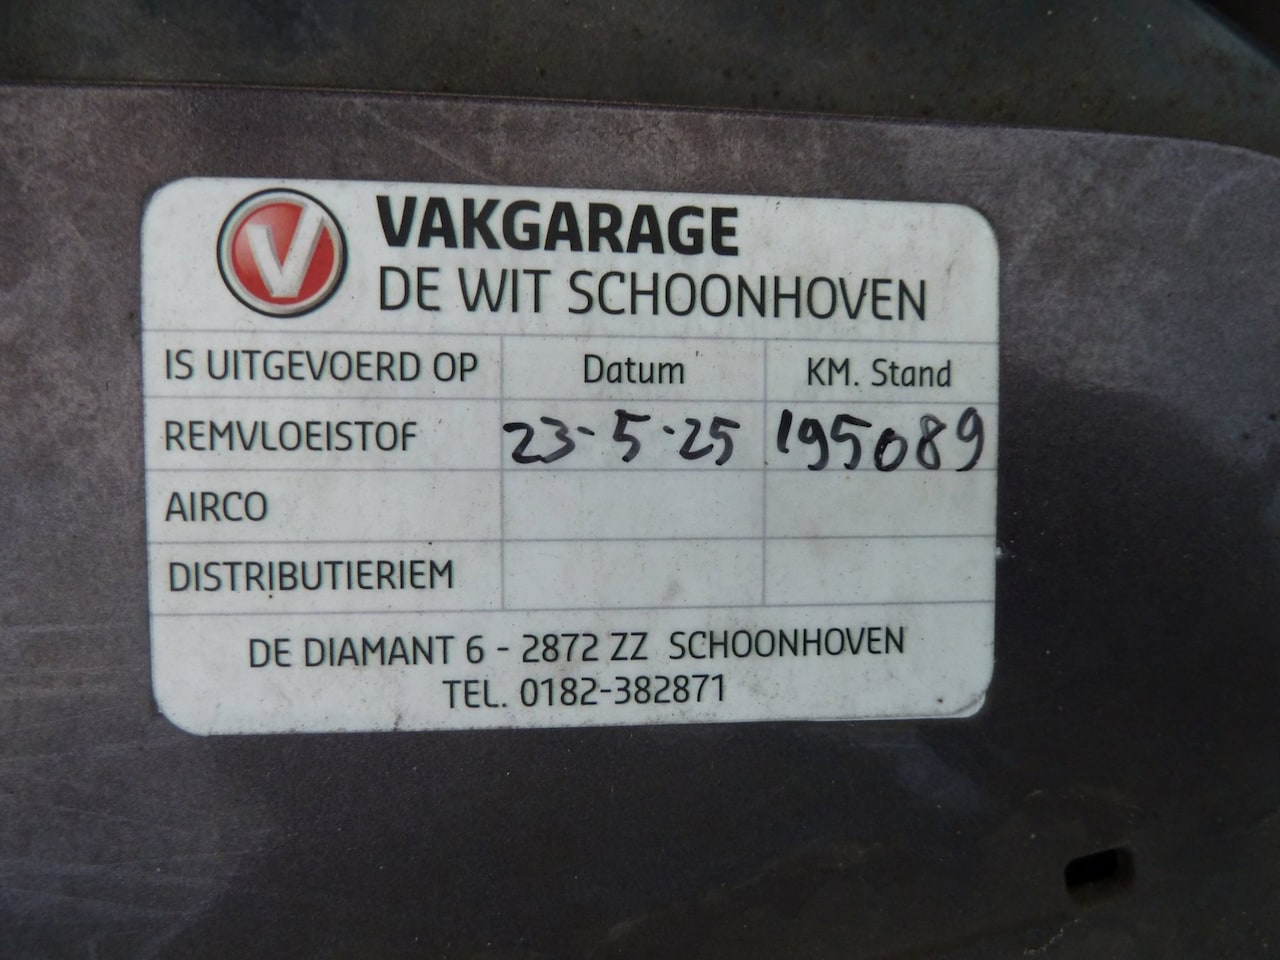 V VAKGARAGE
DE WIT SCHOONHOVEN
IS UITGEVOERD OP Datum KM. Stand
REMVLOEISTOF 23-5-25 195089
AIRCO
DISTRIBUTIERIEM
DE DIAMANT 6 - 2872 ZZ SCHOONHOVEN
TEL. 0182-382871